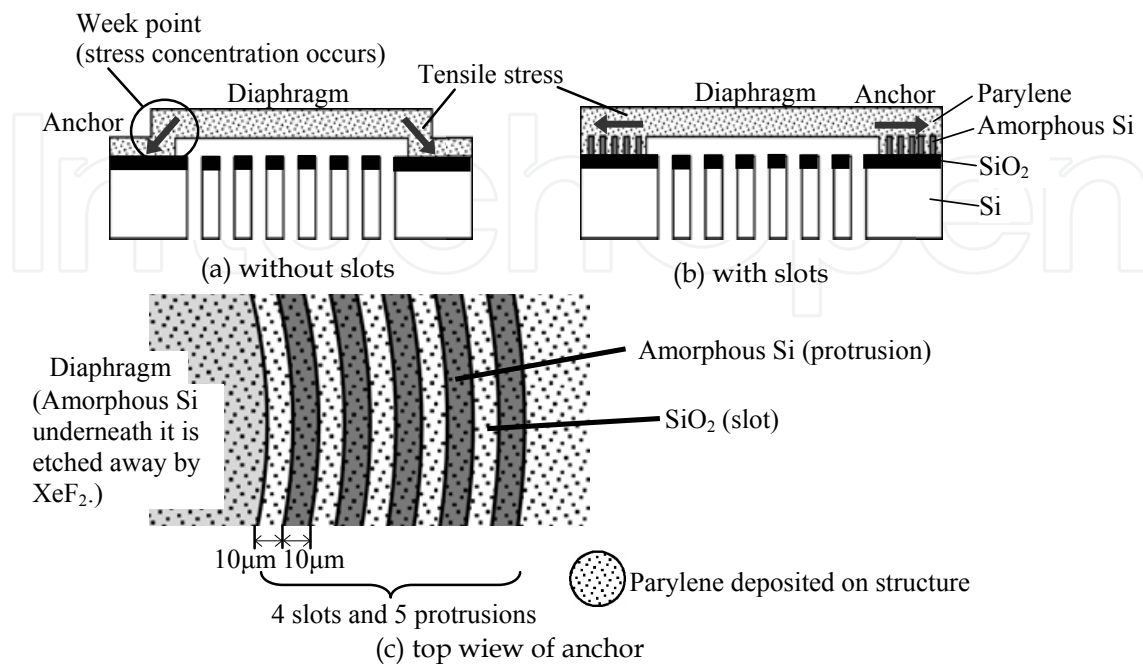 Week point
(stress concentration occurs)
Diaphragm
Tensile stress
Anchor
Diaphragm
Anchor
Parylene
Amorphous Si
SiO₂
Si
(a) without slots
(b) with slots
Amorphous Si (protrusion)
SiO₂ (slot)
Diaphragm
(Amorphous Si
underneath it is
etched away by
XeF₂.)
10μm 10μm
4 slots and 5 protrusions
Parylene deposited on structure
(c) top wiew of anchor
Intechopen